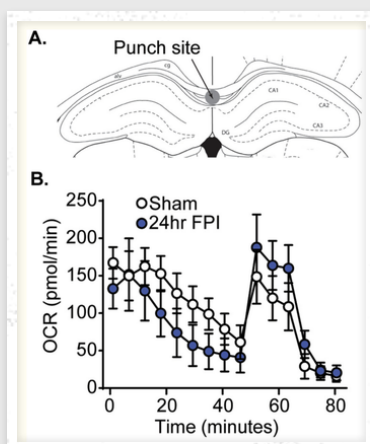 A.
Punch site
CA1
CA2
CA3
DG
B.
Sham
24hr FPI
OCR (pmol/min)
250
200
150
100
50
0
0 20 40 60 80
Time (minutes)